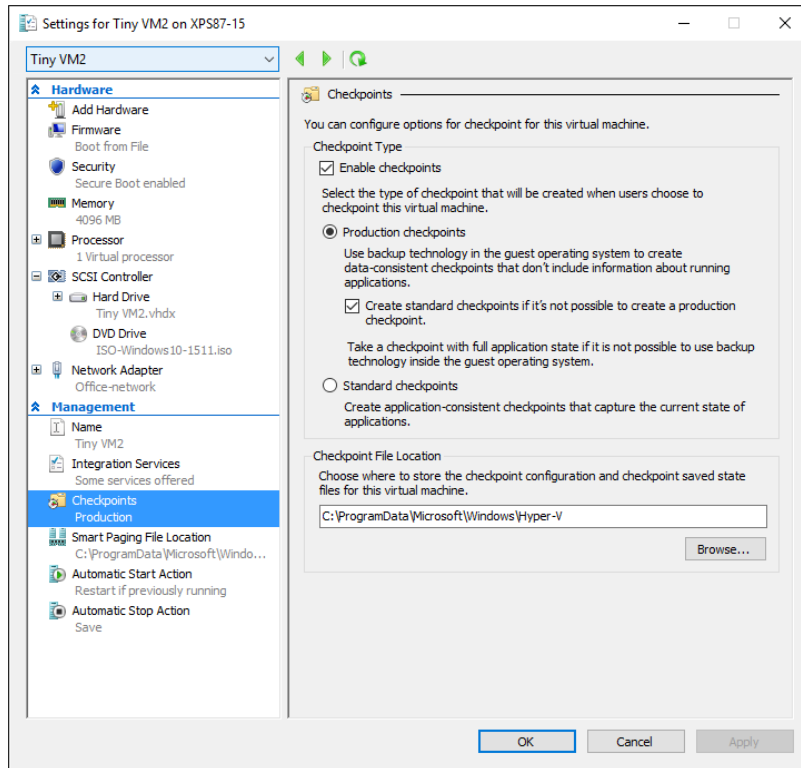 Settings for Tiny VM2 on XPS87-15
Tiny VM2
Hardware
Add Hardware
Firmware
Boot from File
Security
Secure Boot enabled
Memory
4096 MB
Processor
1 Virtual processor
SCSI Controller
Hard Drive
Tiny VM2.vhdx
DVD Drive
ISO-Windows10-1511.iso
Network Adapter
Office-network
Management
Name
Tiny VM2
Integration Services
Some services offered
Checkpoints
Production
Smart Paging File Location
C:\ProgramData\Microsoft\Windo...
Automatic Start Action
Restart if previously running
Automatic Stop Action
Save
Checkpoints
You can configure options for checkpoint for this virtual machine.
Checkpoint Type
Enable checkpoints
Select the type of checkpoint that will be created when users choose to
checkpoint this virtual machine.
Production checkpoints
Use backup technology in the guest operating system to create
data-consistent checkpoints that don't include information about running
applications.
Create standard checkpoints if it's not possible to create a production
checkpoint.
Take a checkpoint with full application state if it is not possible to use backup
technology inside the guest operating system.
Standard checkpoints
Create application-consistent checkpoints that capture the current state of
applications.
Checkpoint File Location
Choose where to store the checkpoint configuration and checkpoint saved state
files for this virtual machine.
C:\ProgramData\Microsoft\Windows\Hyper-V
Browse...
OK
Cancel
Apply